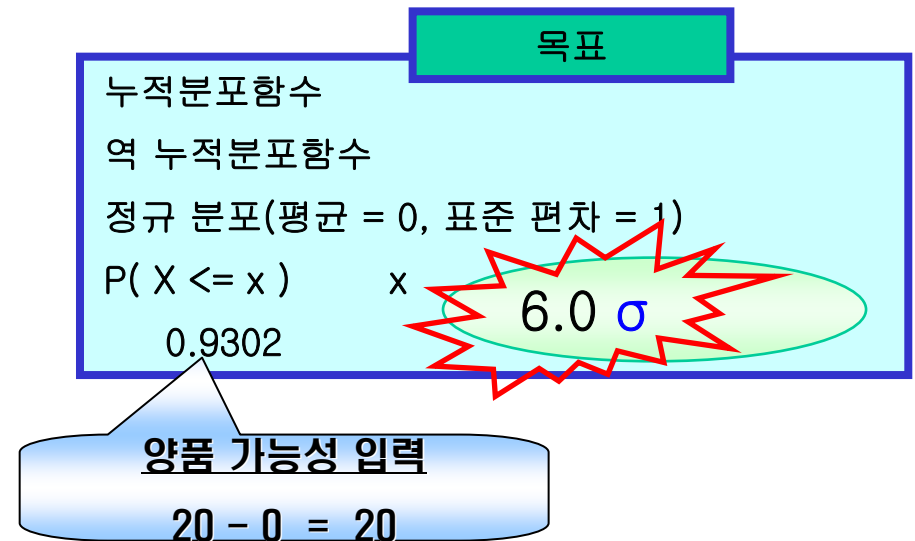 목표
누적분포함수
역 누적분포함수
정규 분포(평균 = 0, 표준 편차 = 1)
P( X <= x ) x
6.0 σ
0.9302
양품 가능성 입력
20 – 0 = 20